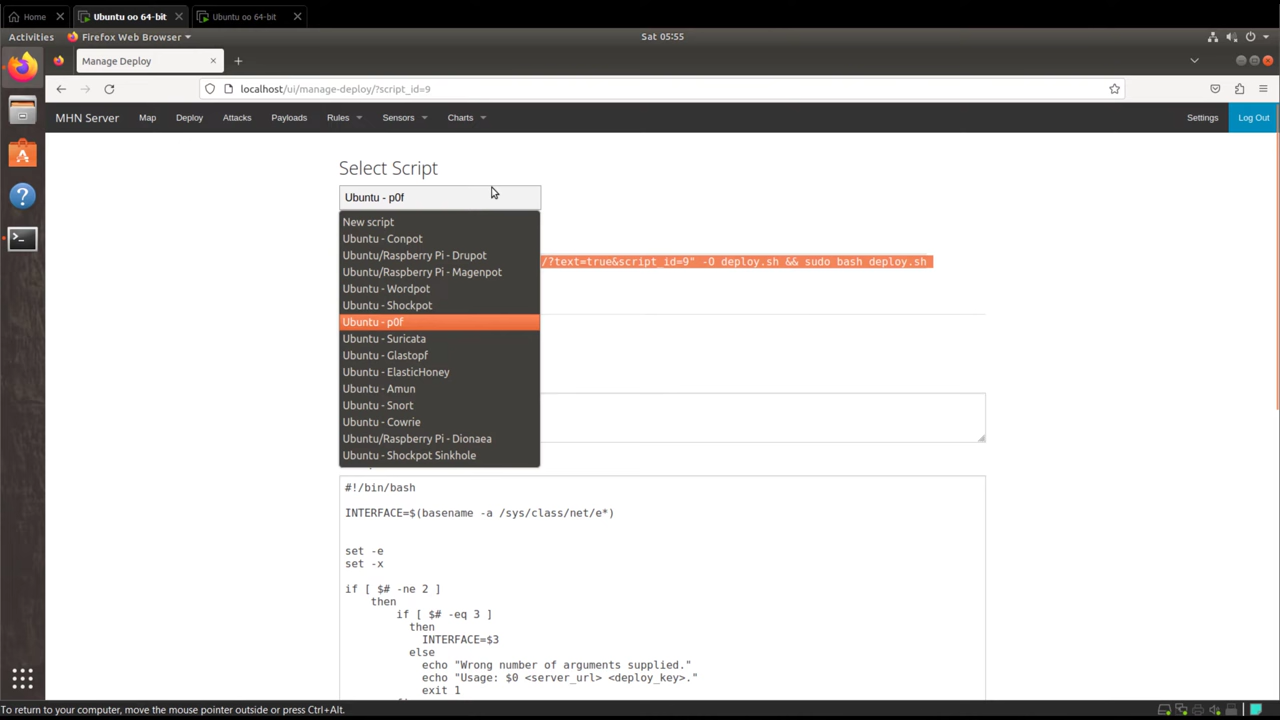 Home
Ubuntu oo 64-bit
Ubuntu oo 64-bit
Activities
Firefox Web Browser
Sat 05:55
Manage Deploy
localhost/ui/manage-deploy/?script_id=9
MHN Server
Map
Deploy
Attacks
Payloads
Rules
Sensors
Charts
Settings
Log Out
Select Script
Ubuntu - p0f
New script
Ubuntu - Conpot
Ubuntu/Raspberry Pi - Drupot
/?text=true&script_id=9" -O deploy.sh && sudo bash deploy.sh
Ubuntu/Raspberry Pi - Magenpot
Ubuntu - Wordpot
Ubuntu - Shockpot
Ubuntu - p0f
Ubuntu - Suricata
Ubuntu - Glastopf
Ubuntu - ElasticHoney
Ubuntu - Amun
Ubuntu - Snort
Ubuntu - Cowrie
Ubuntu/Raspberry Pi - Dionaea
Ubuntu - Shockpot Sinkhole
#!/bin/bash
INTERFACE=$(basename -a /sys/class/net/e*)
set -e
set -x
if [ $# -ne 2 ]
then
if [ $# -eq 3 ]
then
INTERFACE=$3
else
echo "Wrong number of arguments supplied."
echo "Usage: $0 <server_url> <deploy_key>."
exit 1
To return to your computer, move the mouse pointer outside or press Ctrl+Alt.